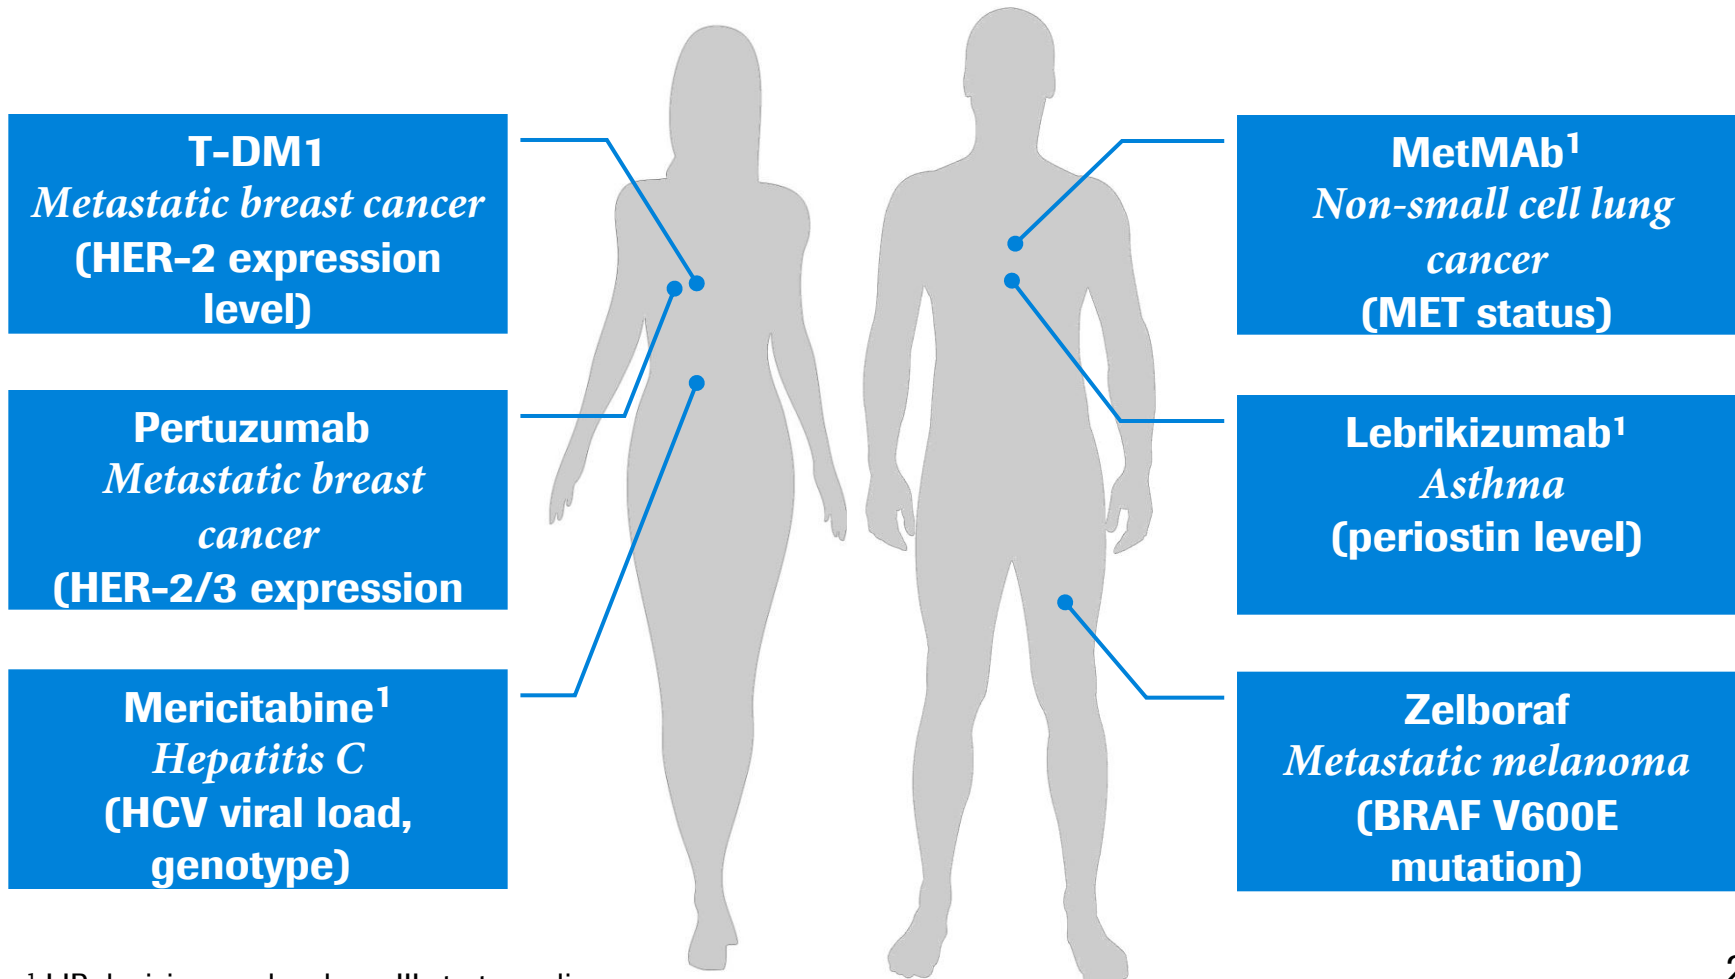 T-DM1
Metastatic breast cancer
(HER-2 expression
level)
Pertuzumab
Metastatic breast
cancer
(HER-2/3 expression
Mericitabine¹
Hepatitis C
(HCV viral load,
genotype)
MetMAb¹
Non-small cell lung
cancer
(MET status)
Lebrikizumab¹
Asthma
(periostin level)
Zelboraf
Metastatic melanoma
(BRAF V600E
mutation)